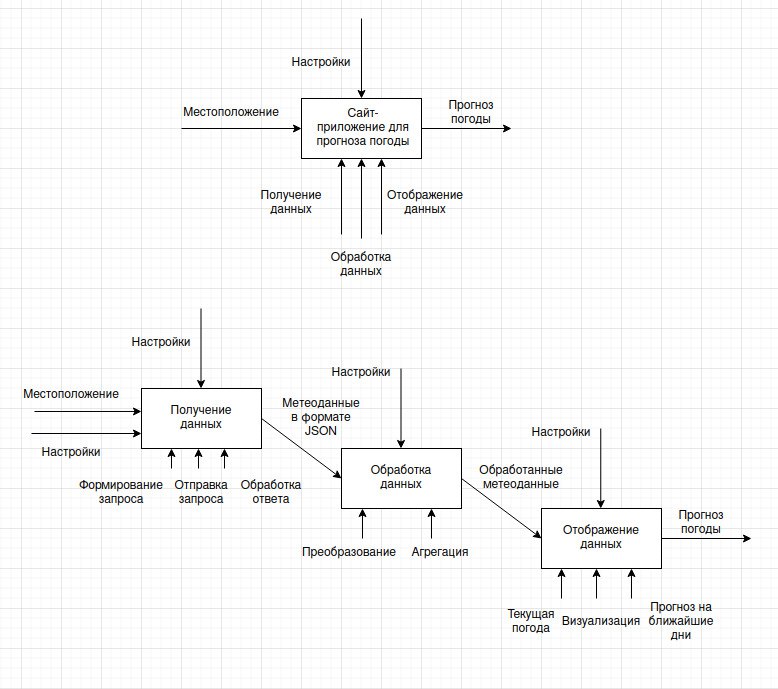 Настройки
Местоположение
Сайт-
приложение для
прогноза погоды
Прогноз
погоды
Получение
данных
Отображение
данных
Обработка
данных
Настройки
Местоположение
Настройки
Получение
данных
Формирование
запроса
Отправка
запроса
Обработка
ответа
Метеоданные
в формате
JSON
Настройки
Обработка
данных
Преобразование
Агрегация
Обработанные
метеоданные
Настройки
Отображение
данных
Прогноз
погоды
Текущая
погода
Визуализация
Прогноз на
ближайшие
дни